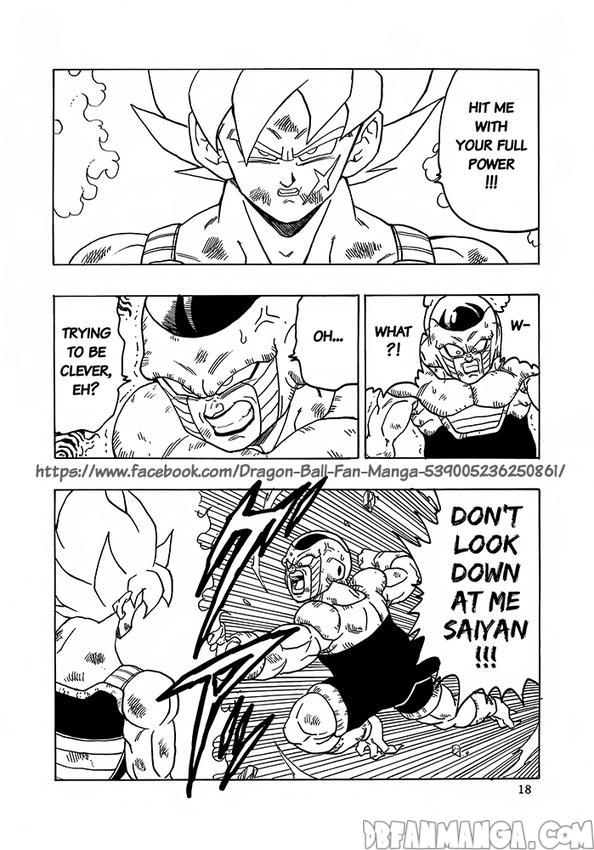 HIT ME
WITH
YOUR FULL
POWER
!!!
W-
WHAT
?!
OH...
TRYING
TO BE
CLEVER,
EH?
https://www.facebook.com/Dragon-Ball-Fan-Manga-539005236250861/
DON'T
LOOK
DOWN
AT ME
SAIYAN
!!!
18
DBFANMANGA.COM